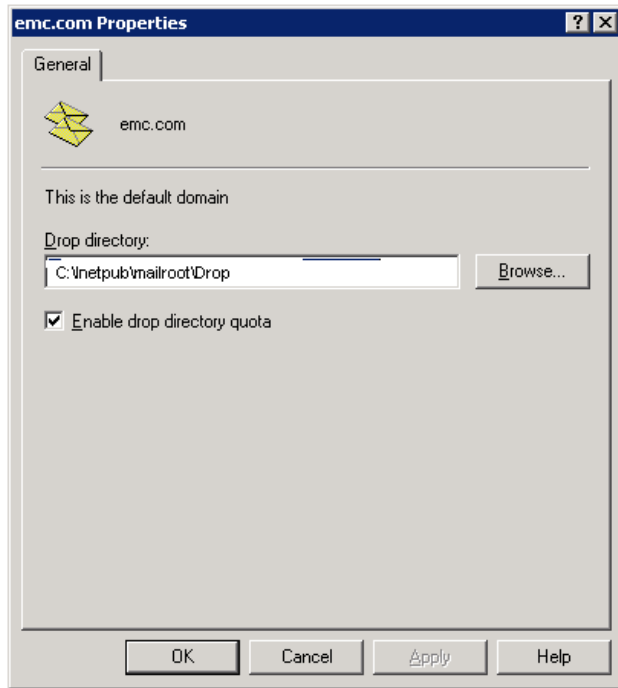 emc.com Properties
General
emc.com
This is the default domain
Drop directory:
C:\Inetpub\mailroot\Drop
Browse...
Enable drop directory quota
OK Cancel Apply Help